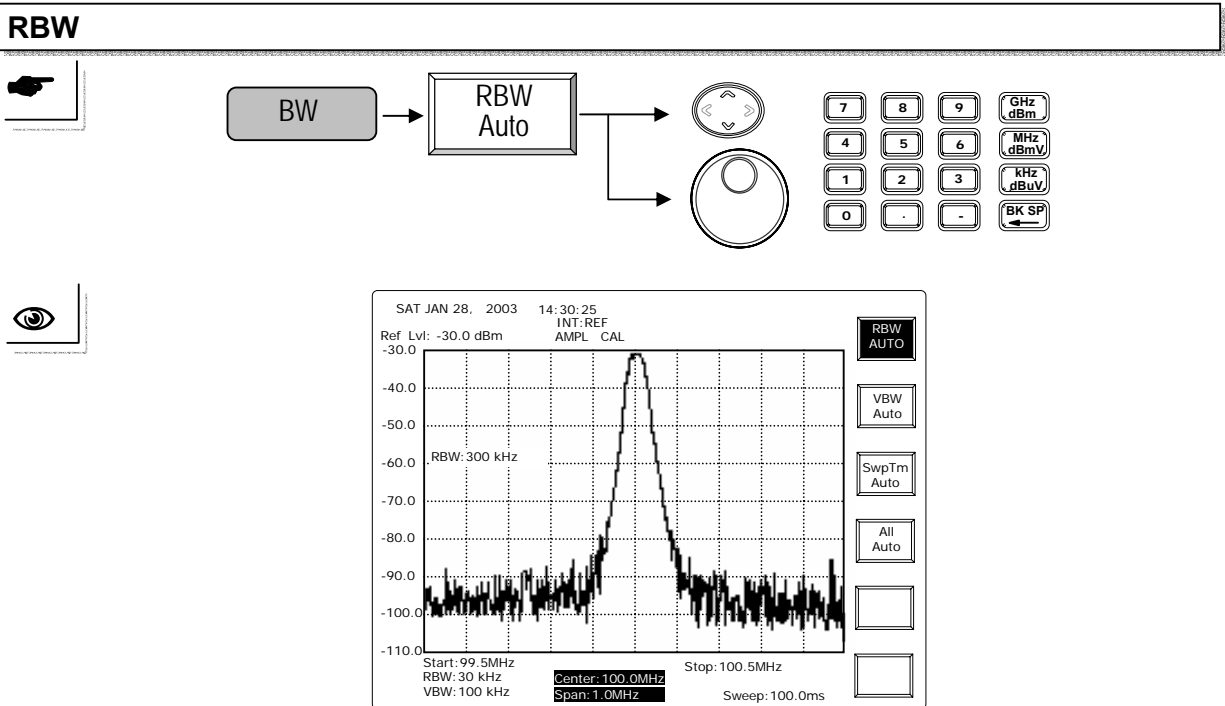 RBW
BW
RBW
Auto
7 8 9 GHz dBm
4 5 6 MHz dBmV
1 2 3 kHz dBuV
0 . - BK SP
SAT JAN 28, 2003 14:30:25
INT:REF
Ref Lvl: -30.0 dBm AMPL CAL
-30.0
-40.0
-50.0
-60.0
-70.0
-80.0
-90.0
-100.0
-110.0
RBW:300 kHz
Start:99.5MHz Stop:100.5MHz
RBW:30 kHz Center:100.0MHz
VBW:100 kHz Span:1.0MHz Sweep:100.0ms
RBW
AUTO
VBW
Auto
SwpTm
Auto
All
Auto